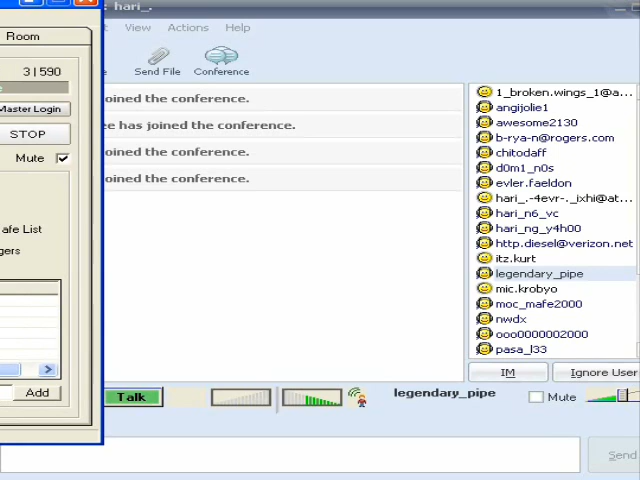 hari_.
Room
3 | 590
Master Login
STOP
Mute
afe List
gers
Add
View Actions Help
Send File Conference
oined the conference.
ee has joined the conference.
oined the conference.
oined the conference.
1_broken.wings_1@a...
angijolie1
awesome2130
b-rya-n@rogers.com
chitodaff
d0m1_n0s
evler.faeldon
hari_.-4evr-._ixhi@at...
hari_n6_vc
hari_ng_y4h00
http.diesel@verizon.net
itz.kurt
legendary_pipe
mic.krobyo
moc_mafe2000
nwdx
ooo0000002000
pasa_l33
IM Ignore User
Talk legendary_pipe Mute
Send